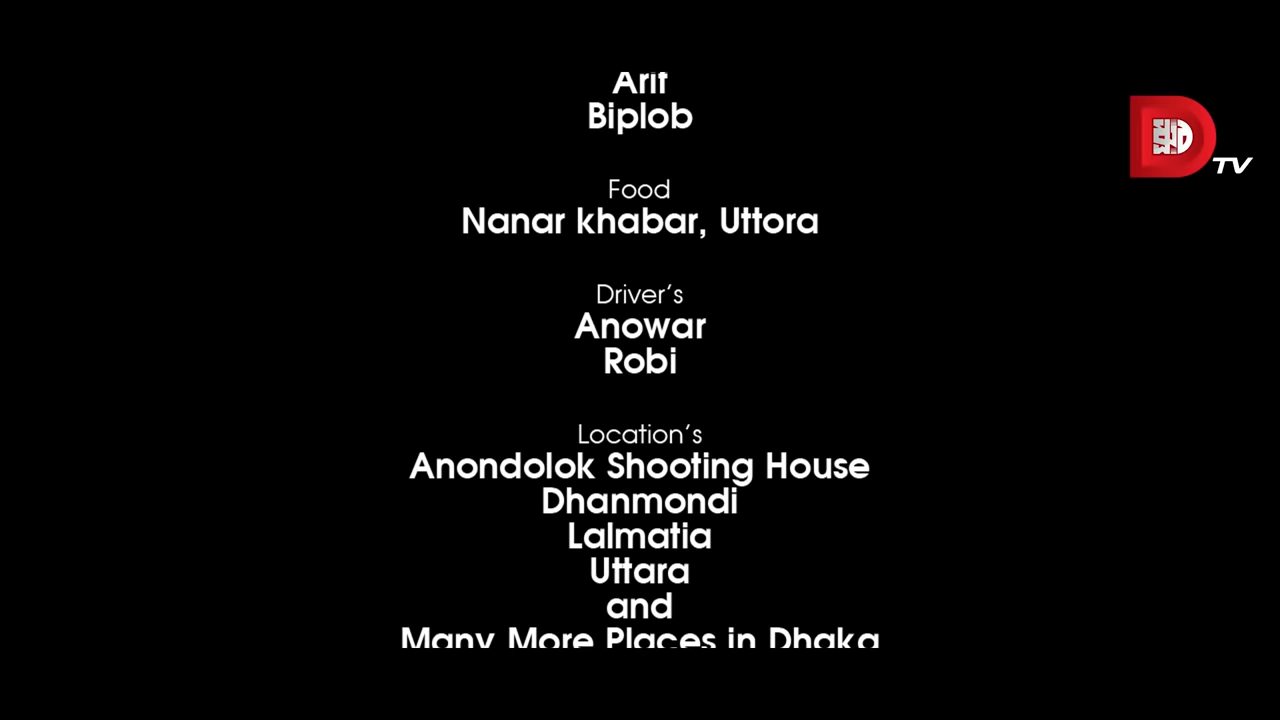 Arif
Biplob
Food
Nanar khabar, Uttora
Driver's
Anowar
Robi
Location's
Anondolok Shooting House
Dhanmondi
Lalmatia
Uttara
and
Many More Places in Dhaka
TV